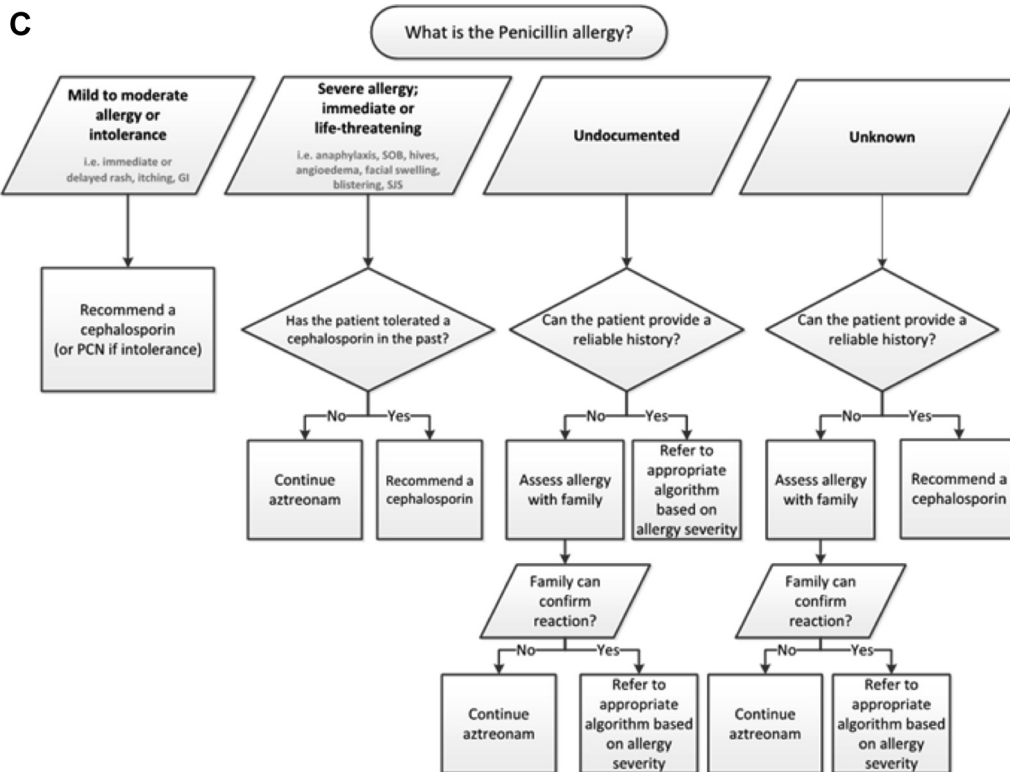 C
What is the Penicillin allergy?
Mild to moderate
allergy or
intolerance
i.e. immediate or
delayed rash, itching, GI
Severe allergy;
immediate or
life-threatening
i.e. anaphylaxis, SOB, hives,
angioedema, facial swelling,
blistering, SJS
Undocumented
Unknown
Recommend a
cephalosporin
(or PCN if intolerance)
Has the patient tolerated a
cephalosporin in the past?
Can the patient provide a
reliable history?
Can the patient provide a
reliable history?
No
Yes
No
Yes
No
Yes
Continue
aztreonam
Recommend a
cephalosporin
Assess allergy
with family
Refer to
appropriate
algorithm
based on
allergy severity
Assess allergy
with family
Recommend a
cephalosporin
Family can
confirm
reaction?
Family can
confirm
reaction?
No
Yes
No
Yes
Continue
aztreonam
Refer to
appropriate
algorithm based
on allergy
severity
Continue
aztreonam
Refer to
appropriate
algorithm based
on allergy
severity